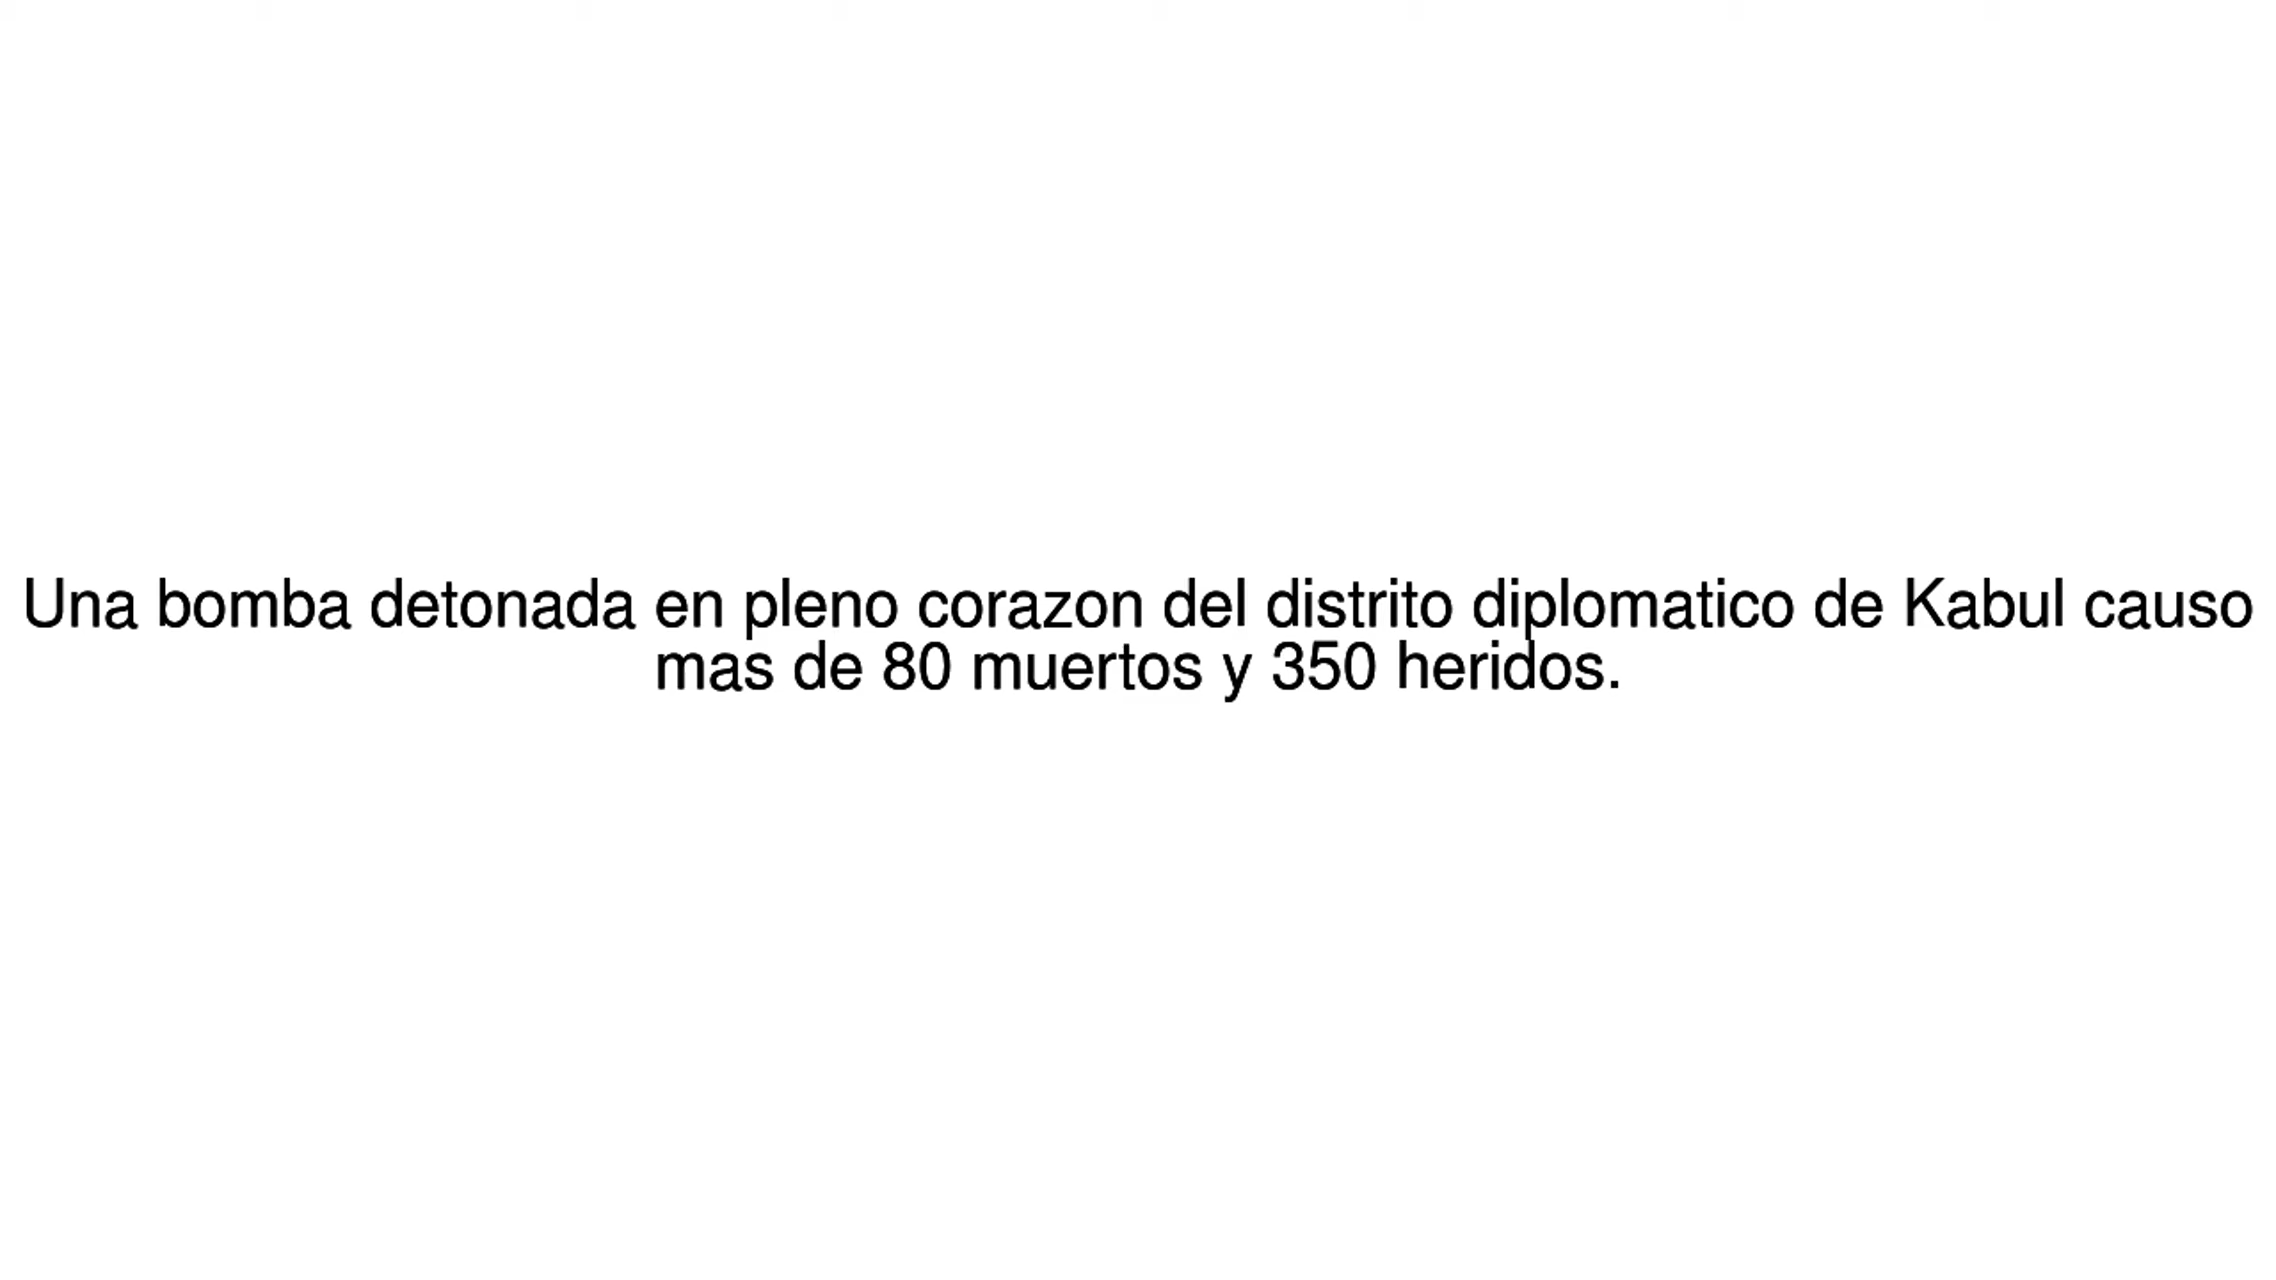 Una bomba detonada en pleno corazon del distrito diplomatico de Kabul causo
mas de 80 muertos y 350 heridos.